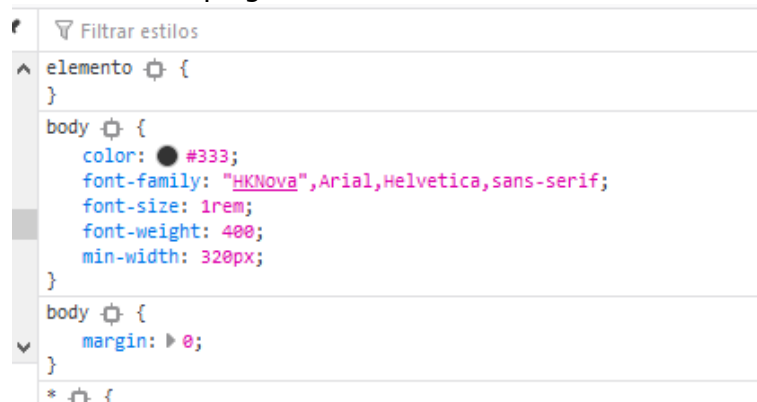 Filtrar estilos
elemento {
}
body {
color: #333;
font-family: "HKNova",Arial,Helvetica,sans-serif;
font-size: 1rem;
font-weight: 400;
min-width: 320px;
}
body {
margin: 0;
}
* {